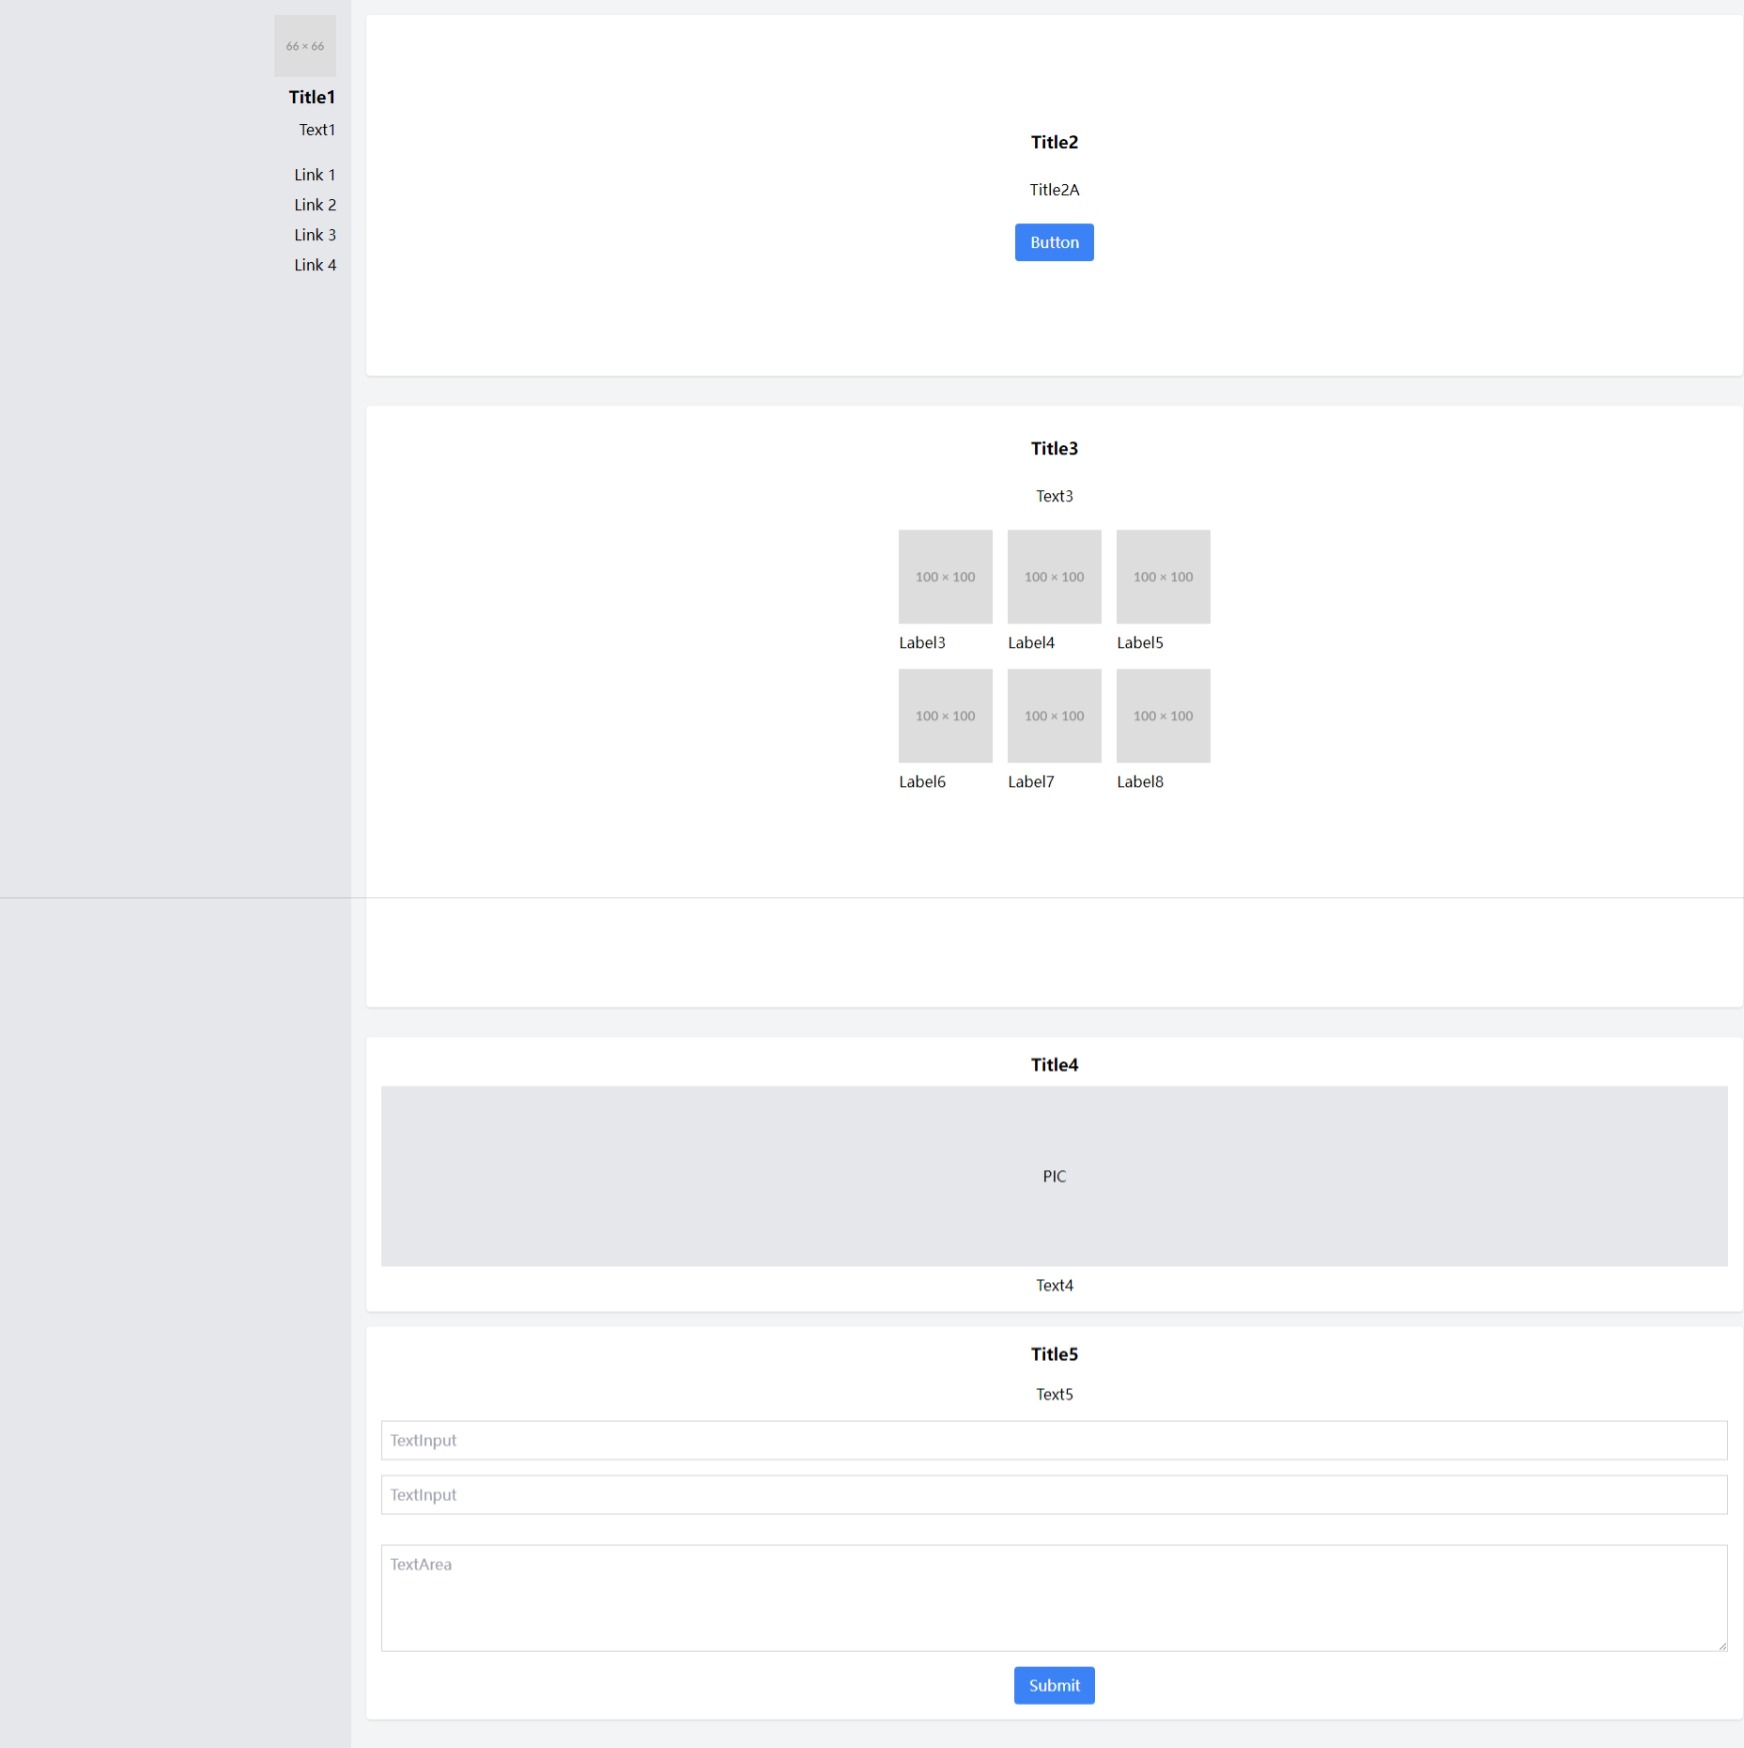 66 × 66
Title1
Text1
Link 1
Link 2
Link 3
Link 4
Title2
Title2A
Button
Title3
Text3
100 × 100 100 × 100 100 × 100
Label3 Label4 Label5
100 × 100 100 × 100 100 × 100
Label6 Label7 Label8
Title4
PIC
Text4
Title5
Text5
TextInput
TextInput
TextArea
Submit